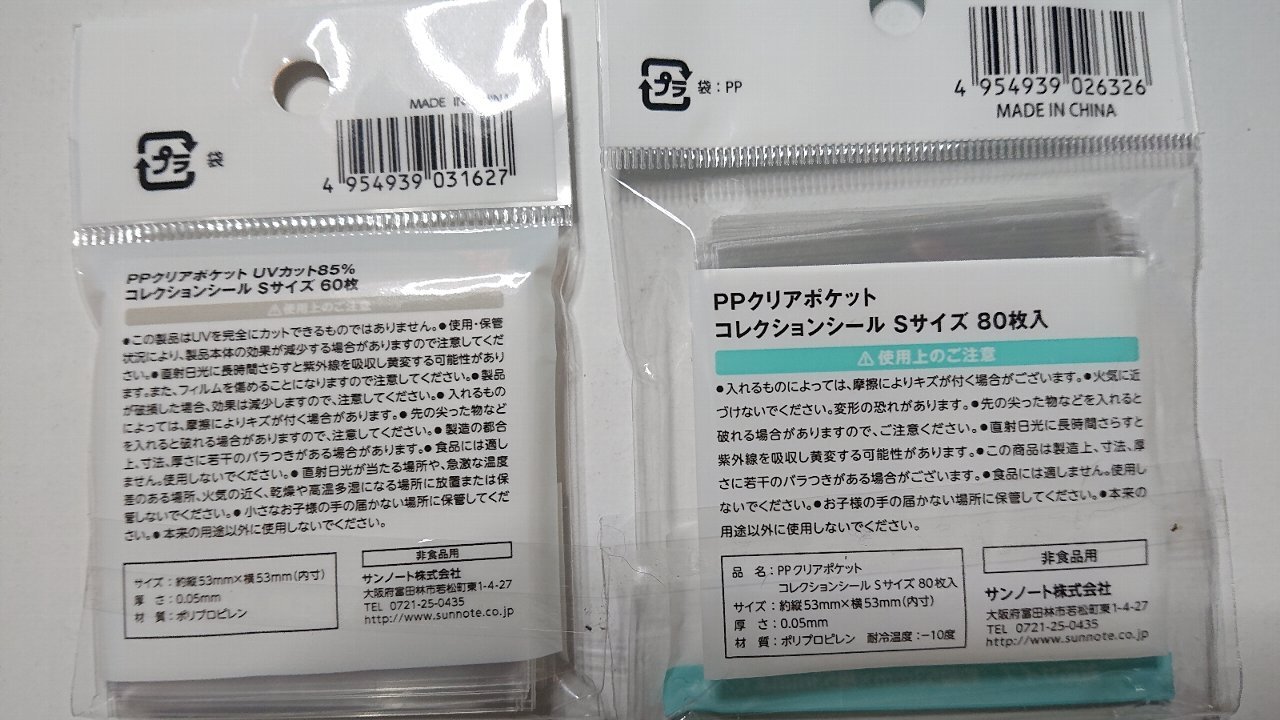 MADE IN CHINA
プラ 袋
4 954939 031627
PPクリアポケット UVカット85%
コレクションシール Sサイズ 60枚
⚠使用上のご注意
●この製品はUVを完全にカットできるものではありません。●使用・保管
状況により、製品本体の効果が減少する場合がありますので注意してくだ
さい。●直射日光に長時間さらすと紫外線を吸収し黄変する可能性があり
ます。また、フィルムを傷めることになりますので注意してください。●製品
が破損した場合、効果は減少しますので、注意してください。●入れるもの
によっては、摩擦によりキズが付く場合があります。●先の尖った物など
を入れると破れる場合がありますので、注意してください。●製造の都合
上、寸法、厚さに若干のバラつきがある場合があります。●食品には適し
ません。使用しないでください。●直射日光が当たる場所や、急激な温度
差のある場所、火気の近く、乾燥や高温多湿になる場所に放置または保
管しないでください。●小さなお子様の手の届かない場所に保管してくだ
さい。●本来の用途以外に使用しないでください。
サイズ：約縦53mm×横53mm(内寸)
厚 さ：0.05mm
材 質：ポリプロピレン
非食品用
サンノート株式会社
大阪府富田林市若松町東1-4-27
TEL 0721-25-0435
http://www.sunnote.co.jp
プラ 袋：PP
4 954939 026326
MADE IN CHINA
PPクリアポケット
コレクションシール Sサイズ 80枚入
⚠使用上のご注意
●入れるものによっては、摩擦によりキズが付く場合がございます。●火気に近
づけないでください。変形の恐れがあります。●先の尖った物などを入れると
破れる場合がありますので、ご注意ください。●直射日光に長時間さらすと
紫外線を吸収し黄変する可能性があります。●この商品は製造上、寸法、厚
さに若干のバラつきがある場合がございます。●食品には適しません。使用し
ないでください。●お子様の手の届かない場所に保管してください。●本来の
用途以外に使用しないでください。
品 名：PPクリアポケット
コレクションシール Sサイズ 80枚入
サイズ：約縦53mm×横53mm(内寸)
厚 さ：0.05mm
材 質：ポリプロピレン 耐冷温度：－10度
非食品用
サンノート株式会社
大阪府富田林市若松町東1-4-27
TEL 0721-25-0435
http://www.sunnote.co.jp